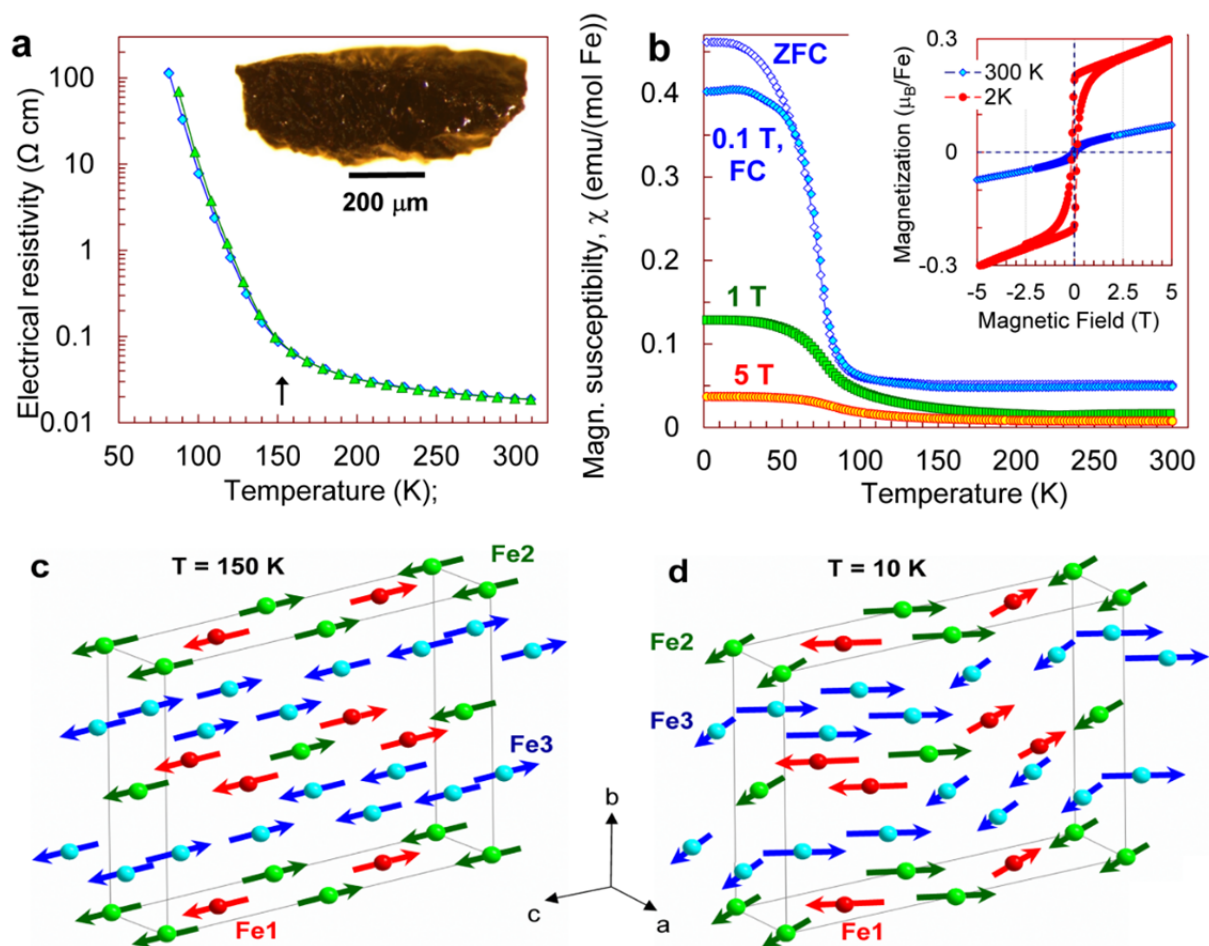 a
Electrical resistivity (Ω cm)
100
10
1
0.1
0.01
200 μm
50
100
150
200
250
300
Temperature (K);
b
Magn. susceptibilty, χ (emu/(mol Fe))
0.4
0.3
0.2
0.1
0
ZFC
0.1 T,
FC
1 T
5 T
0
50
100
150
200
250
300
Temperature (K)
Magnetization (μB/Fe)
0.3
0
-0.3
300 K
2K
-5
-2.5
0
2.5
5
Magnetic Field (T)
c
T = 150 K
Fe2
Fe3
Fe1
b
c
a
d
T = 10 K
Fe2
Fe3
Fe1